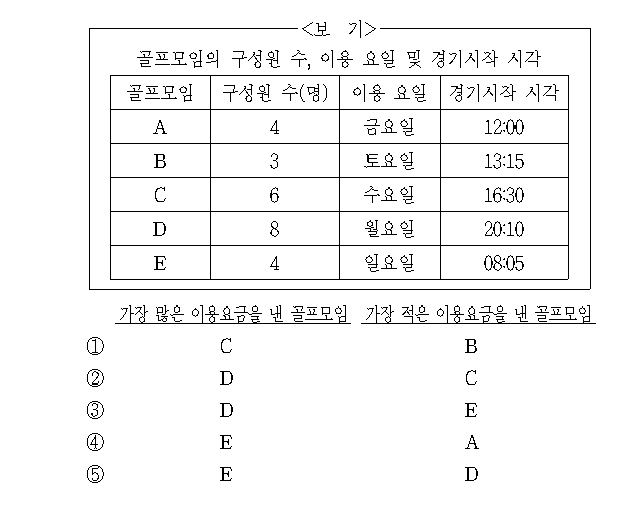 <보 기>
골프모임의 구성원 수, 이용 요일 및 경기시작 시각
골프모임 구성원 수(명) 이용 요일 경기시작 시각
A 4 금요일 12:00
B 3 토요일 13:15
C 6 수요일 16:30
D 8 월요일 20:10
E 4 일요일 08:05
가장 많은 이용요금을 낸 골프모임 가장 적은 이용요금을 낸 골프모임
① C B
② D C
③ D E
④ E A
⑤ E D